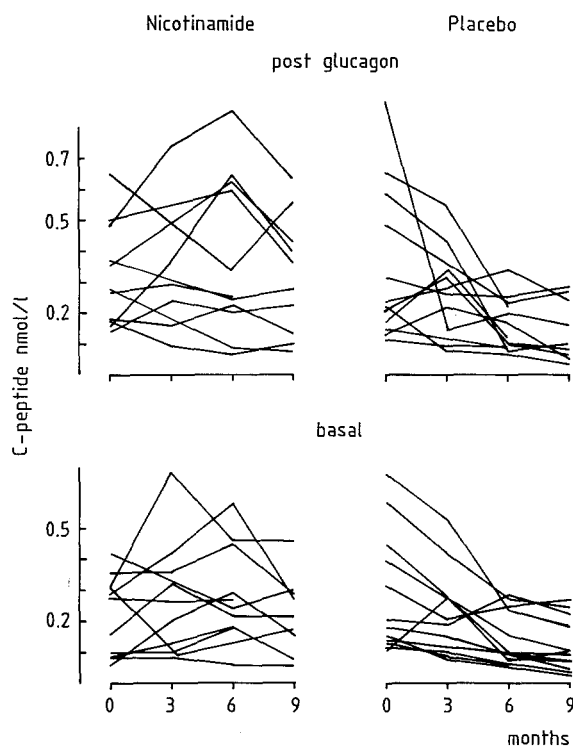 Nicotinamide Placebo
post glucagon
0.7
0.5
0.2
C-peptide nmol/l
basal
0.5
0.2
0 3 6 9 0 3 6 9
months